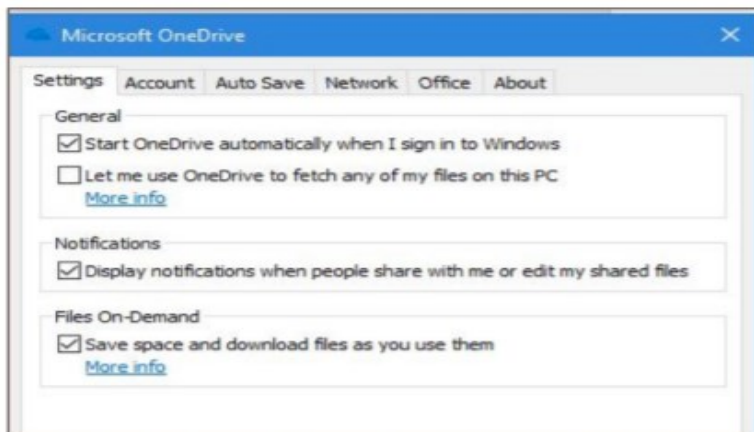 Microsoft OneDrive
Settings Account Auto Save Network Office About
General
Start OneDrive automatically when I sign in to Windows
Let me use OneDrive to fetch any of my files on this PC
More info
Notifications
Display notifications when people share with me or edit my shared files
Files On-Demand
Save space and download files as you use them
More info